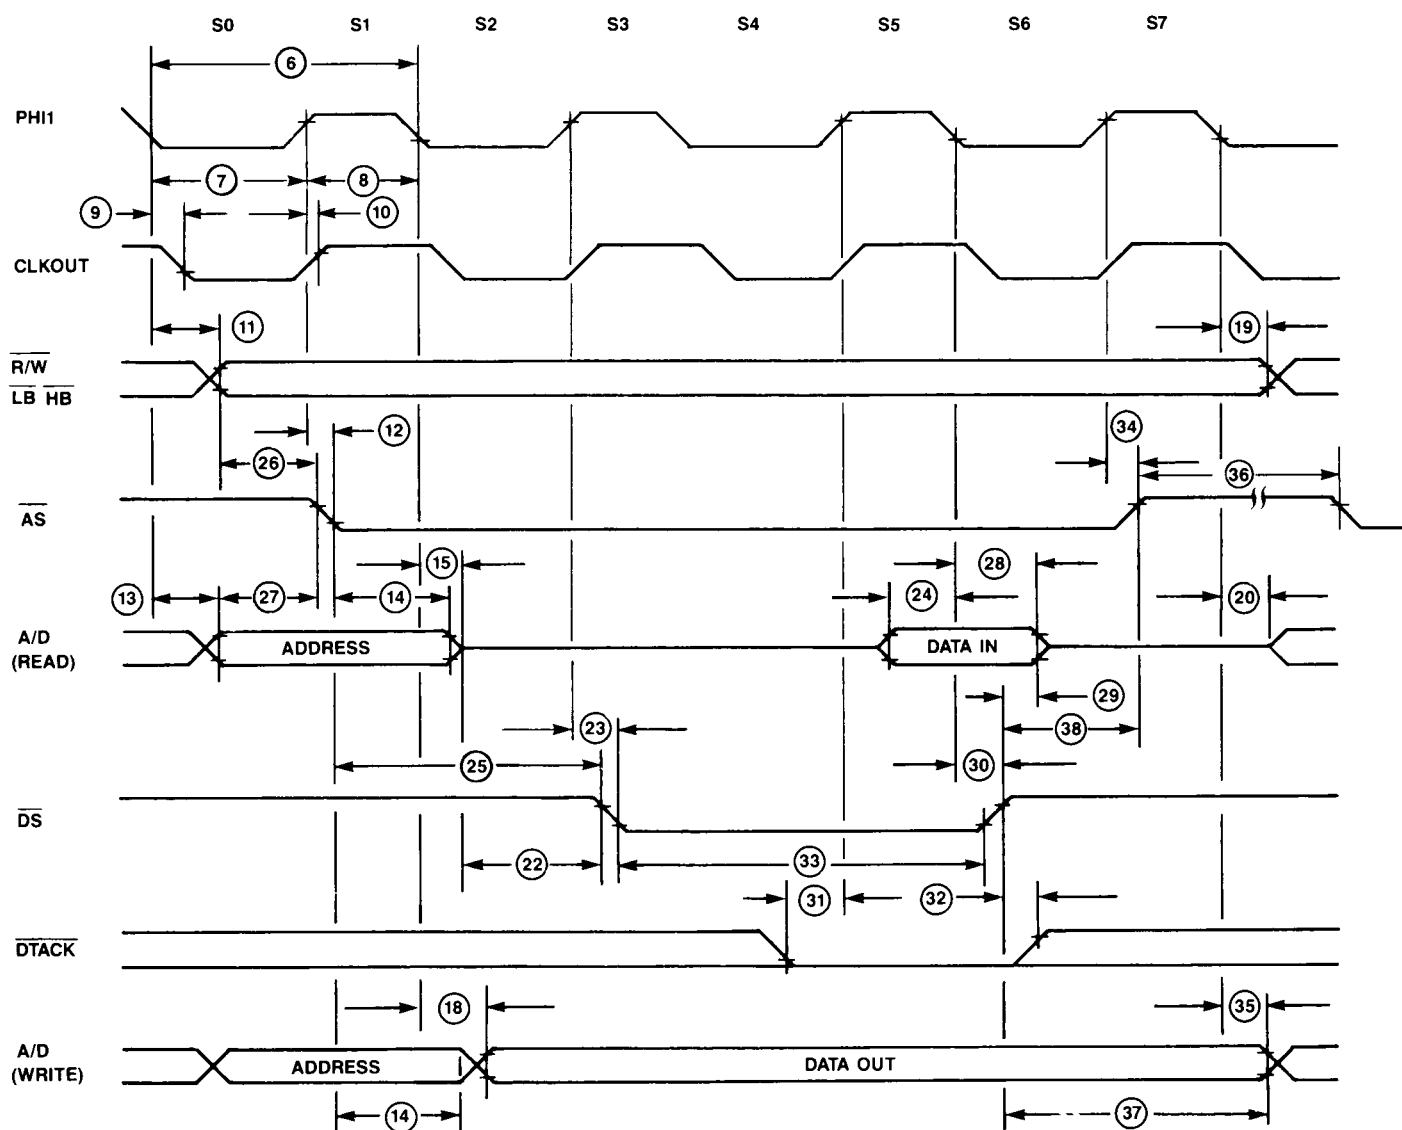 S0 S1 S2 S3 S4 S5 S6 S7
6
PHI1
7 8
9 10
CLKOUT
11 19
R/W
LB HB
12 34
26 36
AS
15 28
13 27 14 24 20
A/D
(READ)
ADDRESS DATA IN
29
23 38
25 30
DS
22 33
31 32
DTACK
18 35
A/D
(WRITE)
ADDRESS DATA OUT
14 37